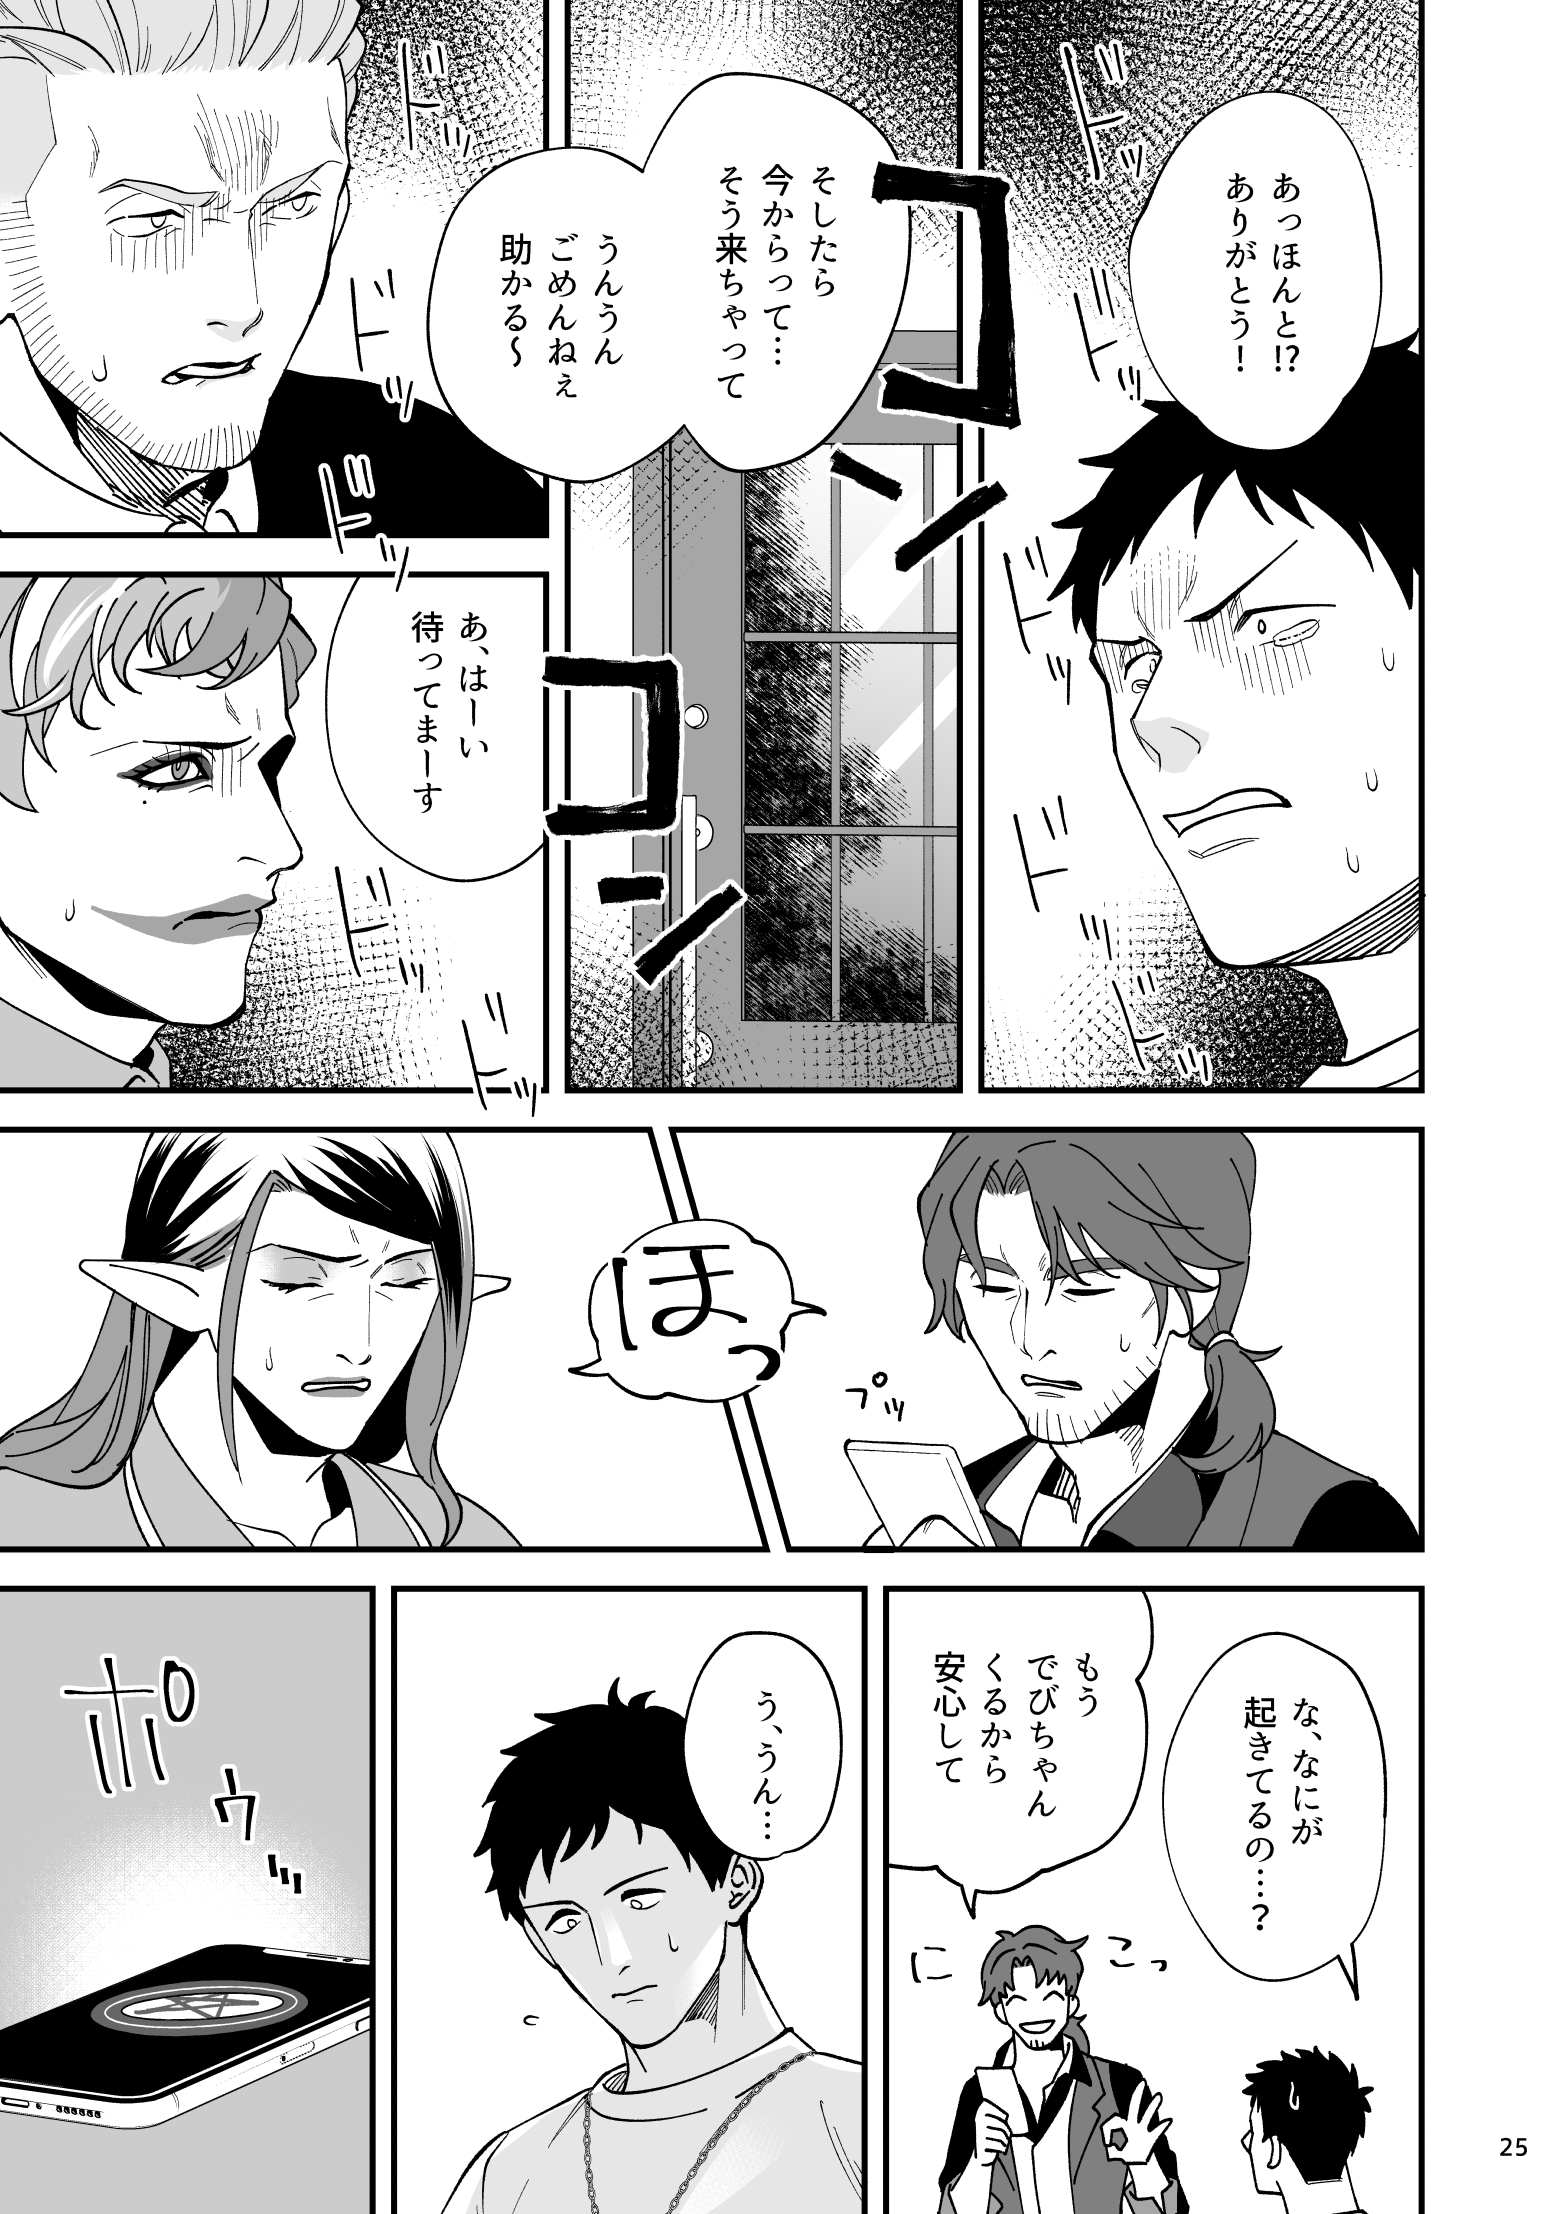 あっほんと!?
ありがとう!
ドッ
ドッ
ドッ
ドッ
ドッ
そしたら
今からって…
そう来ちゃって
うんうん
ごめんねぇ
助かる〜
コンコン
ドッ
ドッ
ドッ
あ、はーい
待ってまーす
ドッ
ドッ
プッ
ほっ
な、なにが
起きてるの…・?
もう
でびちゃん
くるから
安心して
にこっ
う、うん…
ポウ…
25